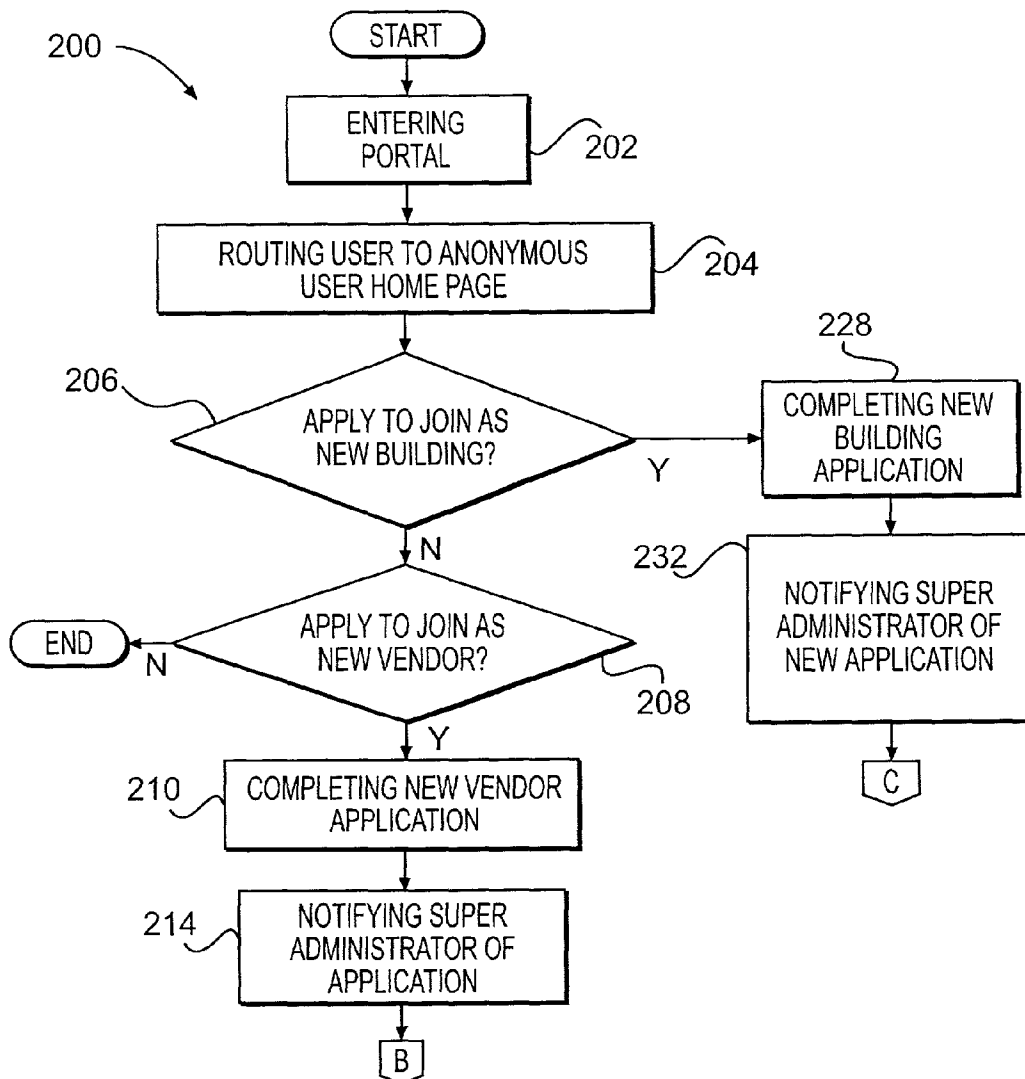 START
200
ENTERING
PORTAL
202
ROUTING USER TO ANONYMOUS
USER HOME PAGE
204
206
APPLY TO JOIN AS
NEW BUILDING?
Y
N
228
COMPLETING NEW
BUILDING
APPLICATION
232
NOTIFYING SUPER
ADMINISTRATOR OF
NEW APPLICATION
C
END
N
APPLY TO JOIN AS
NEW VENDOR?
208
Y
210
COMPLETING NEW VENDOR
APPLICATION
214
NOTIFYING SUPER
ADMINISTRATOR OF
APPLICATION
B